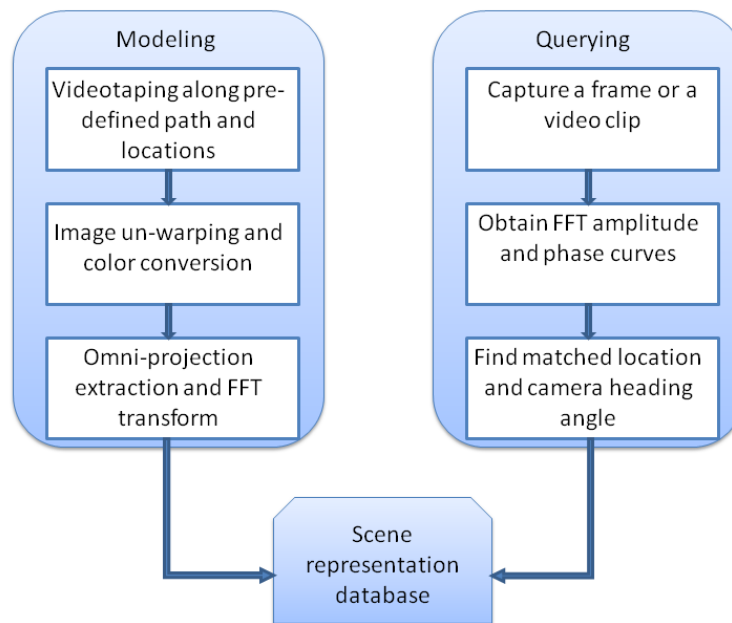 Modeling
Videotaping along pre-
defined path and
locations
Image un-warping and
color conversion
Omni-projection
extraction and FFT
transform
Querying
Capture a frame or a
video clip
Obtain FFT amplitude
and phase curves
Find matched location
and camera heading
angle
Scene
representation
database